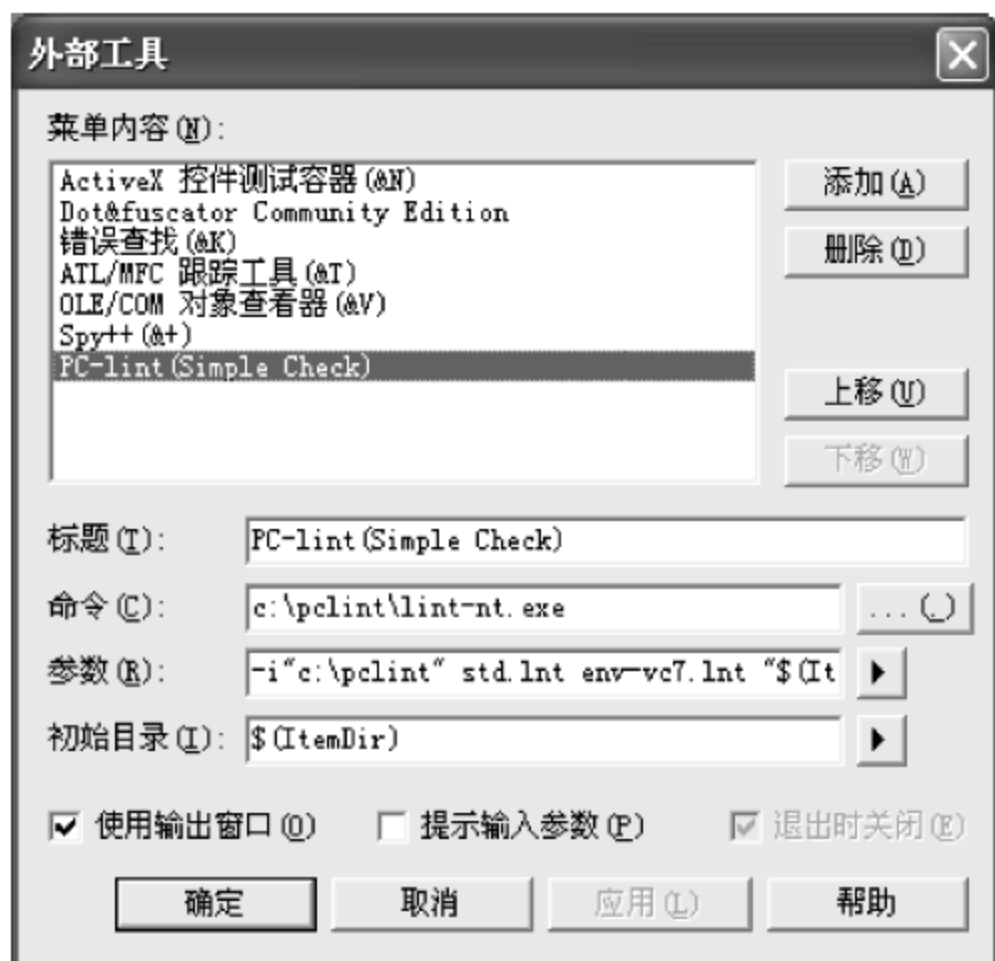 外部工具
菜单内容(N):
ActiveX 控件测试容器(&N)
Dot&fuscator Community Edition
错误查找(&K)
ATL/MFC 跟踪工具(&T)
OLE/COM 对象查看器(&V)
Spy++(&+)
PC-lint(Simple Check)
添加(A)
删除(D)
上移(U)
下移(W)
标题(T): PC-lint(Simple Check)
命令(C): c:\pclint\lint-nt.exe ...(.)
参数(R): -i"c:\pclint" std.lnt env-vc7.lnt "$(It
初始目录(I): $(ItemDir)
使用输出窗口(O) 提示输入参数(P) 退出时关闭(E)
确定 取消 应用(L) 帮助